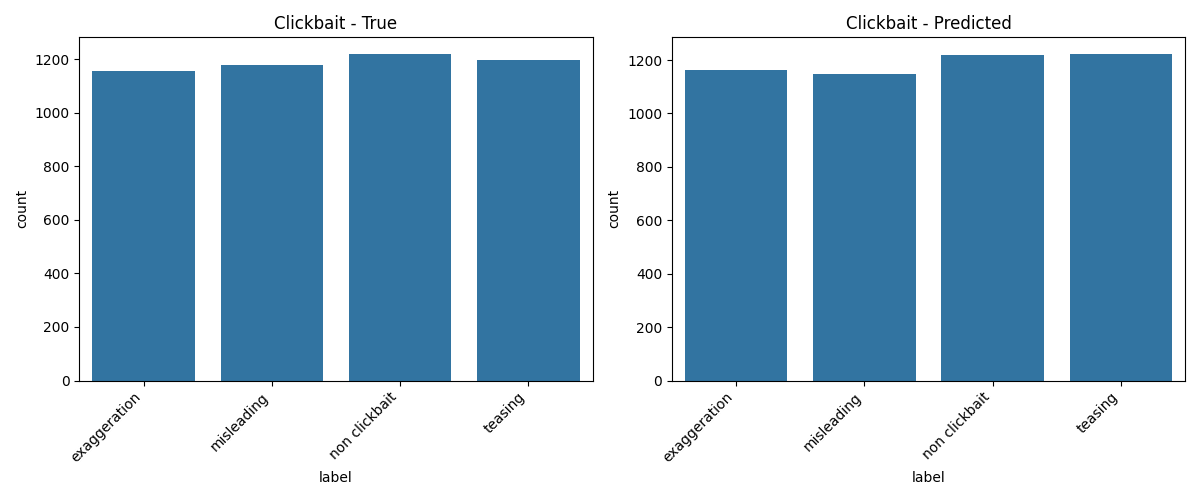 Clickbait - True
1200
1000
800
600
400
200
0
count
exaggeration
misleading
non clickbait
teasing
label
Clickbait - Predicted
1200
1000
800
600
400
200
0
count
exaggeration
misleading
non clickbait
teasing
label